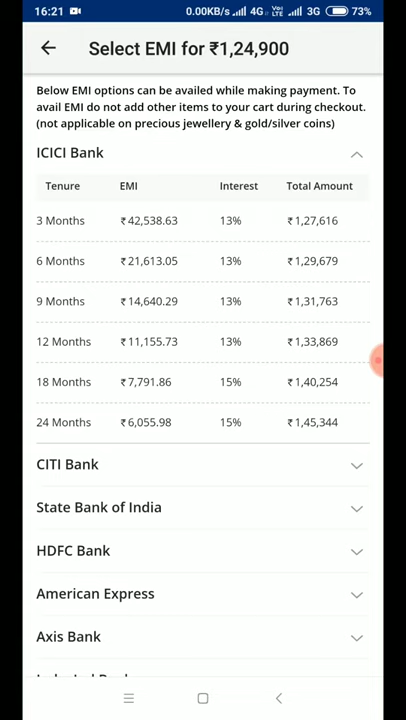 16:21 0.00KB/s 4G VoLTE 3G 73%
Select EMI for ₹1,24,900
Below EMI options can be availed while making payment. To
avail EMI do not add other items to your cart during checkout.
(not applicable on precious jewellery & gold/silver coins)
ICICI Bank
Tenure EMI Interest Total Amount
3 Months ₹42,538.63 13% ₹1,27,616
6 Months ₹21,613.05 13% ₹1,29,679
9 Months ₹14,640.29 13% ₹1,31,763
12 Months ₹11,155.73 13% ₹1,33,869
18 Months ₹7,791.86 15% ₹1,40,254
24 Months ₹6,055.98 15% ₹1,45,344
CITI Bank
State Bank of India
HDFC Bank
American Express
Axis Bank